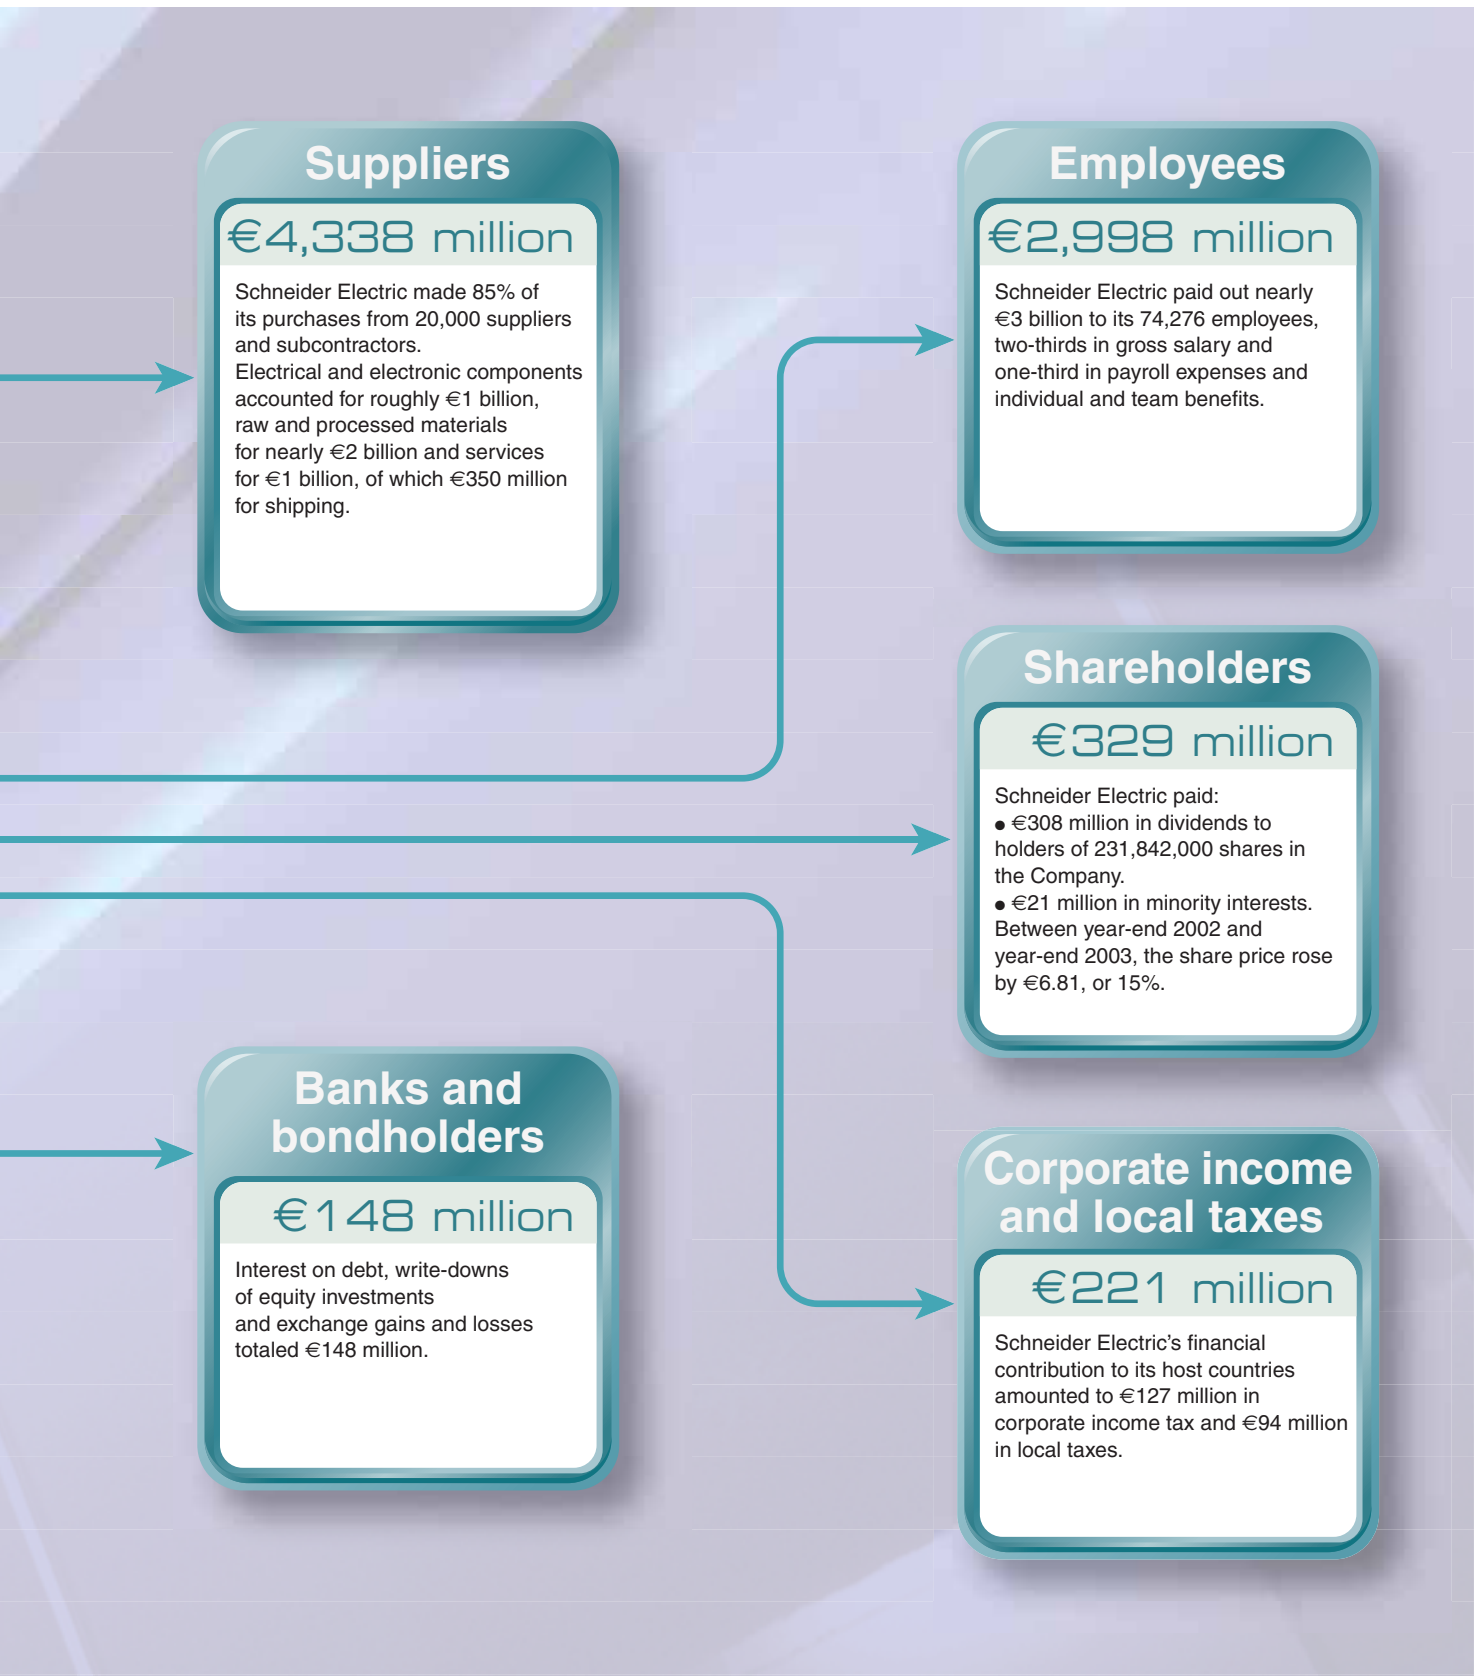 Suppliers
€4,338 million
Schneider Electric made 85% of
its purchases from 20,000 suppliers
and subcontractors.
Electrical and electronic components
accounted for roughly €1 billion,
raw and processed materials
for nearly €2 billion and services
for €1 billion, of which €350 million
for shipping.
Employees
€2,998 million
Schneider Electric paid out nearly
€3 billion to its 74,276 employees,
two-thirds in gross salary and
one-third in payroll expenses and
individual and team benefits.
Shareholders
€329 million
Schneider Electric paid:
● €308 million in dividends to
holders of 231,842,000 shares in
the Company.
● €21 million in minority interests.
Between year-end 2002 and
year-end 2003, the share price rose
by €6.81, or 15%.
Banks and
bondholders
€148 million
Interest on debt, write-downs
of equity investments
and exchange gains and losses
totaled €148 million.
Corporate income
and local taxes
€221 million
Schneider Electric’s financial
contribution to its host countries
amounted to €127 million in
corporate income tax and €94 million
in local taxes.